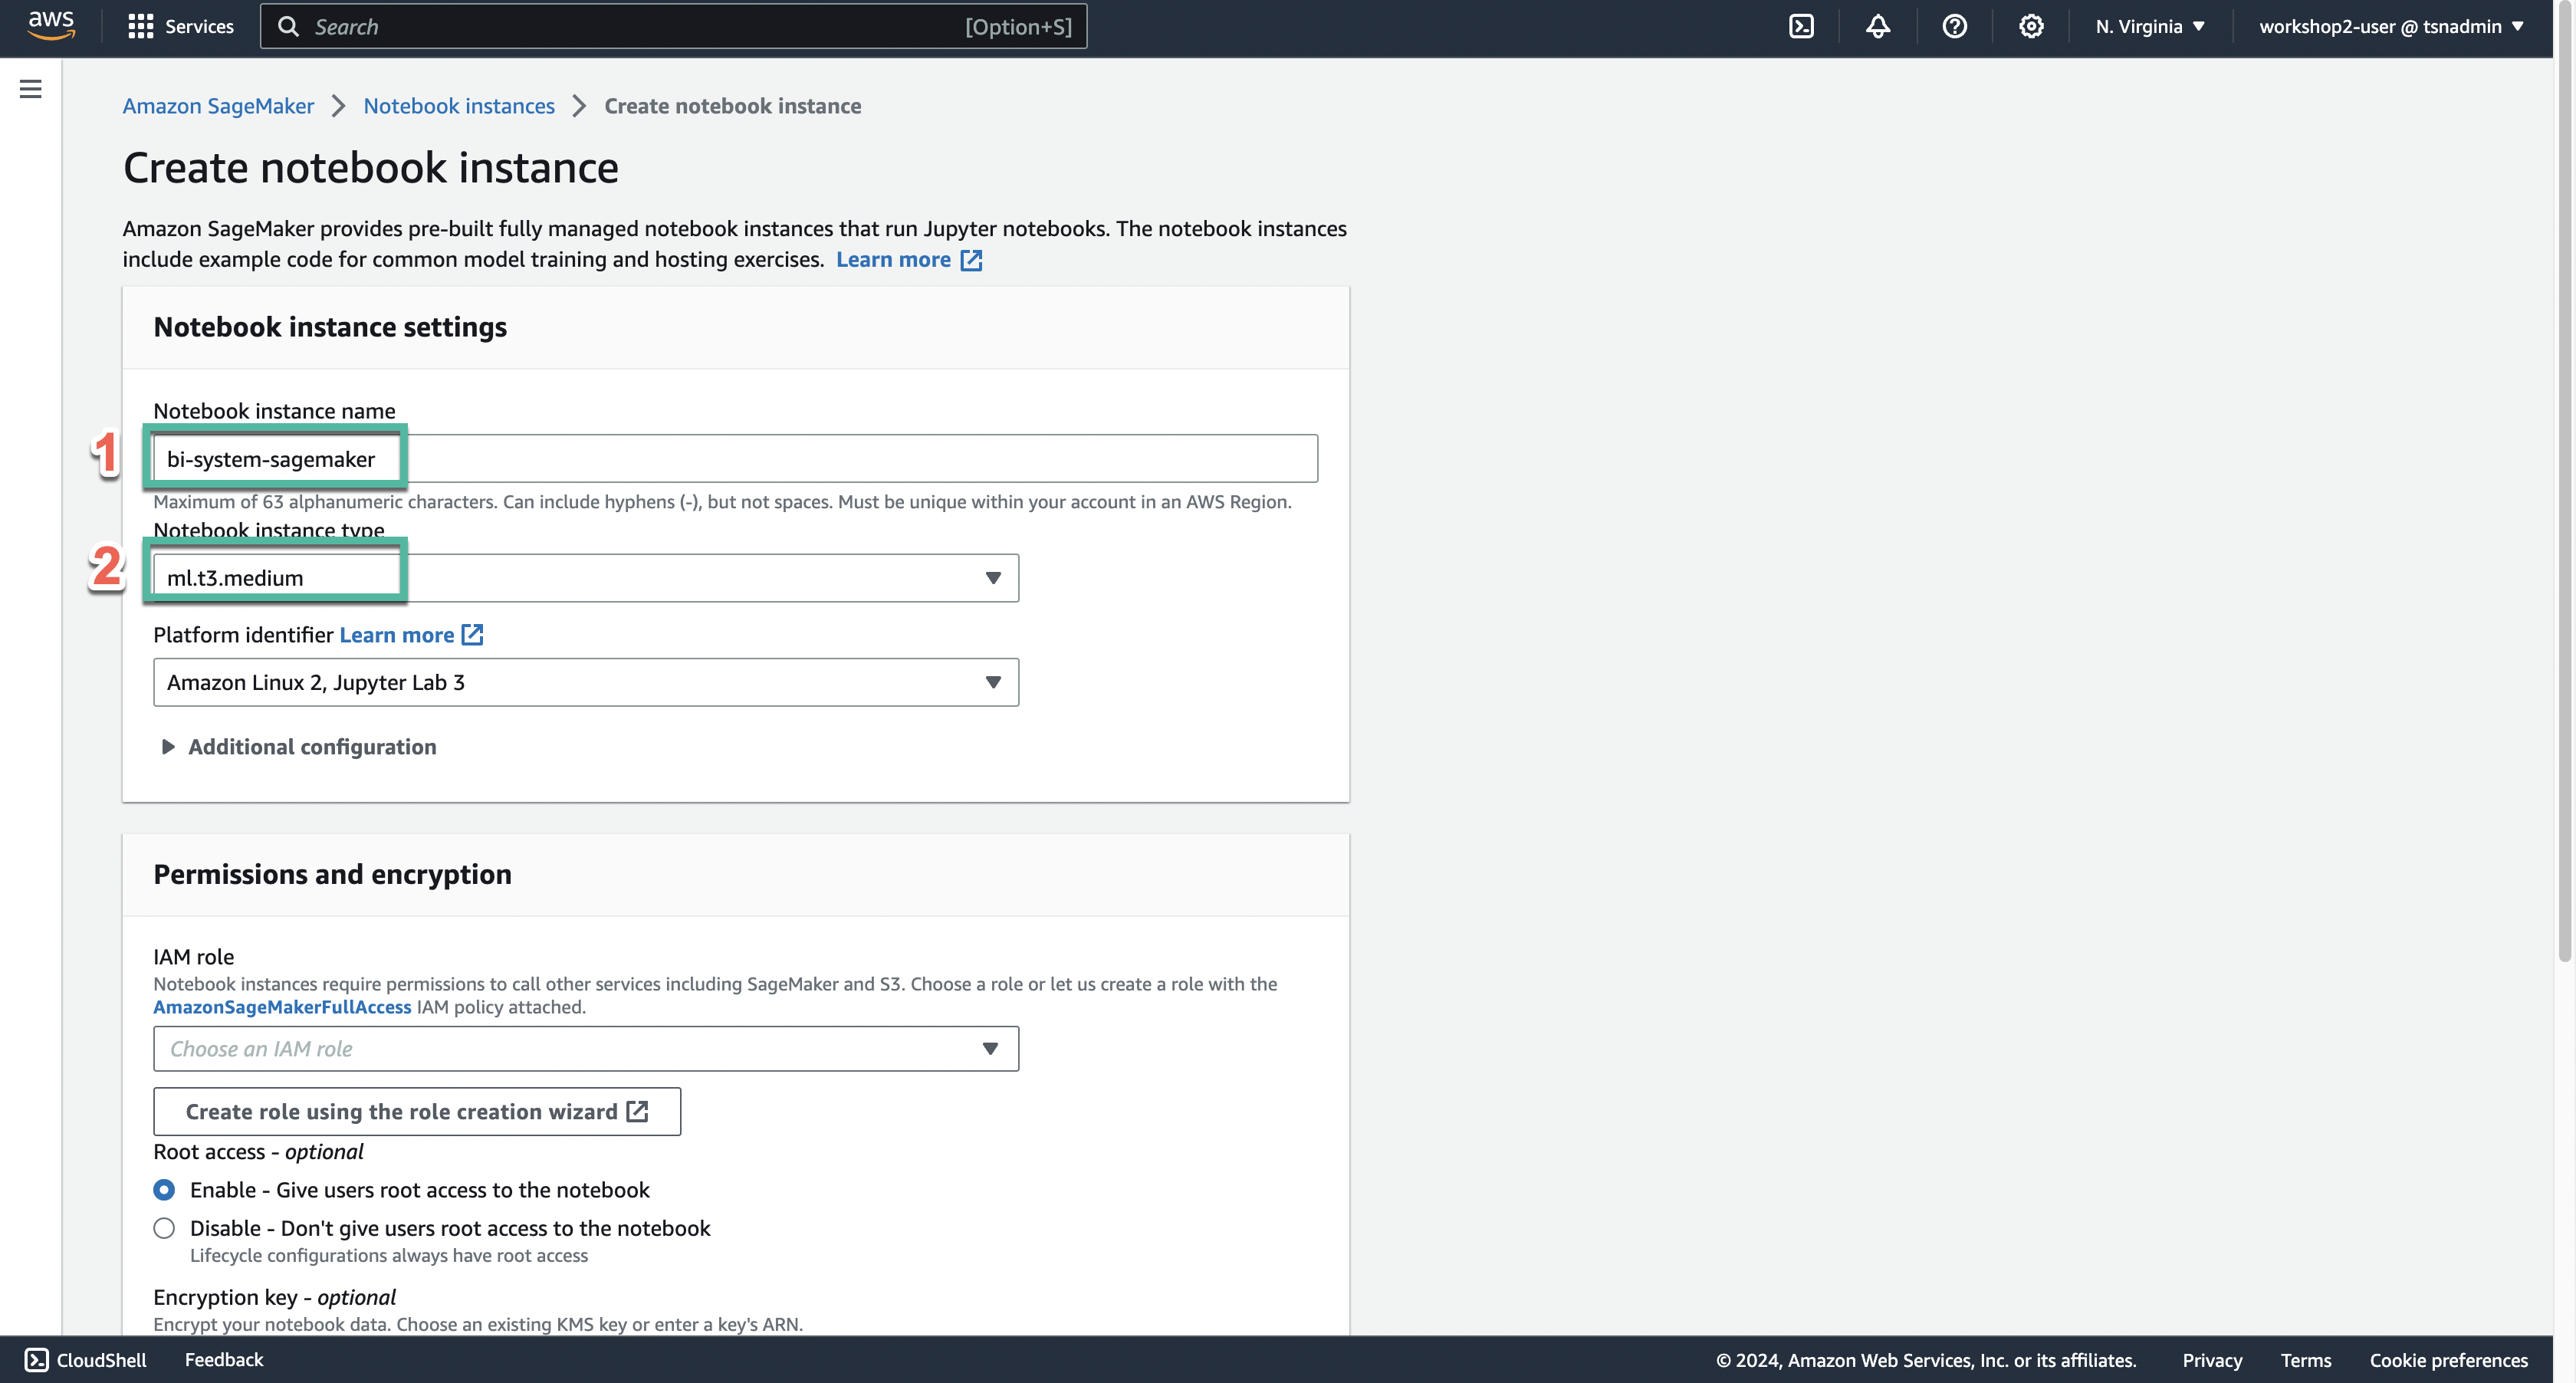 aws
Services
Search
[Option+S]
N. Virginia
workshop2-user @ tsnadmin
Amazon SageMaker
Notebook instances
Create notebook instance
Create notebook instance
Amazon SageMaker provides pre-built fully managed notebook instances that run Jupyter notebooks. The notebook instances
include example code for common model training and hosting exercises. Learn more
Notebook instance settings
Notebook instance name
1
bi-system-sagemaker
Maximum of 63 alphanumeric characters. Can include hyphens (-), but not spaces. Must be unique within your account in an AWS Region.
Notebook instance type
2
ml.t3.medium
Platform identifier Learn more
Amazon Linux 2, Jupyter Lab 3
Additional configuration
Permissions and encryption
IAM role
Notebook instances require permissions to call other services including SageMaker and S3. Choose a role or let us create a role with the
AmazonSageMakerFullAccess IAM policy attached.
Choose an IAM role
Create role using the role creation wizard
Root access - optional
Enable - Give users root access to the notebook
Disable - Don't give users root access to the notebook
Lifecycle configurations always have root access
Encryption key - optional
Encrypt your notebook data. Choose an existing KMS key or enter a key's ARN.
CloudShell
Feedback
© 2024, Amazon Web Services, Inc. or its affiliates.
Privacy
Terms
Cookie preferences